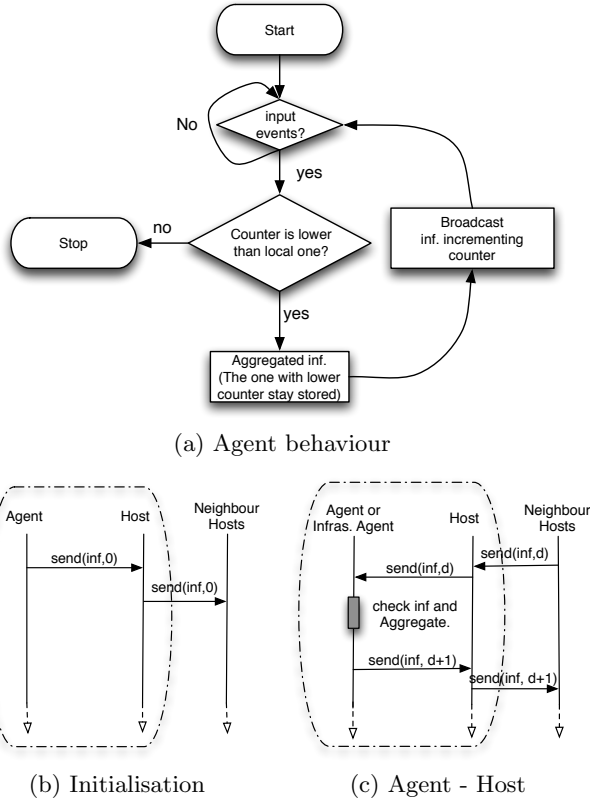 Start
input
events?
No
yes
Counter is lower
than local one?
no
Stop
yes
Broadcast
inf. incrementing
counter
Aggregated inf.
(The one with lower
counter stay stored)
(a) Agent behaviour
Agent
Host
Neighbour
Hosts
send(inf,0)
send(inf,0)
(b) Initialisation
Agent or
Infras. Agent
Host
Neighbour
Hosts
send(inf,d)
send(inf,d)
check inf and
Aggregate.
send(inf, d+1)
send(inf, d+1)
(c) Agent - Host